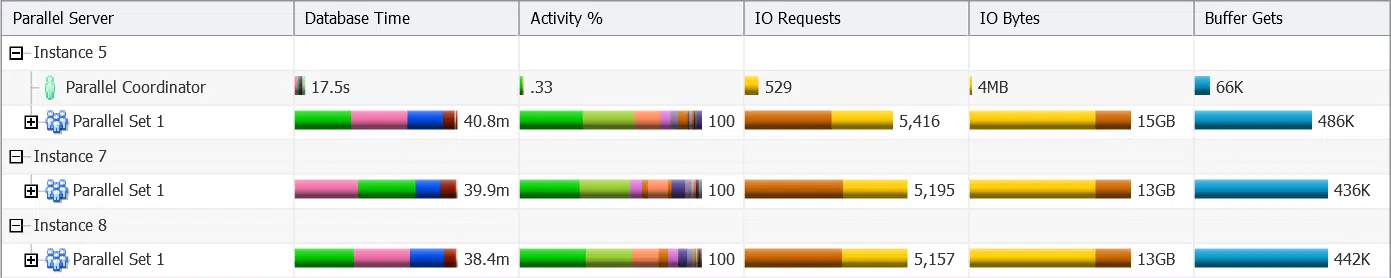 Parallel Server Database Time Activity % IO Requests IO Bytes Buffer Gets
Instance 5
Parallel Coordinator 17.5s .33 529 4MB 66K
Parallel Set 1 40.8m 100 5,416 15GB 486K
Instance 7
Parallel Set 1 39.9m 100 5,195 13GB 436K
Instance 8
Parallel Set 1 38.4m 100 5,157 13GB 442K